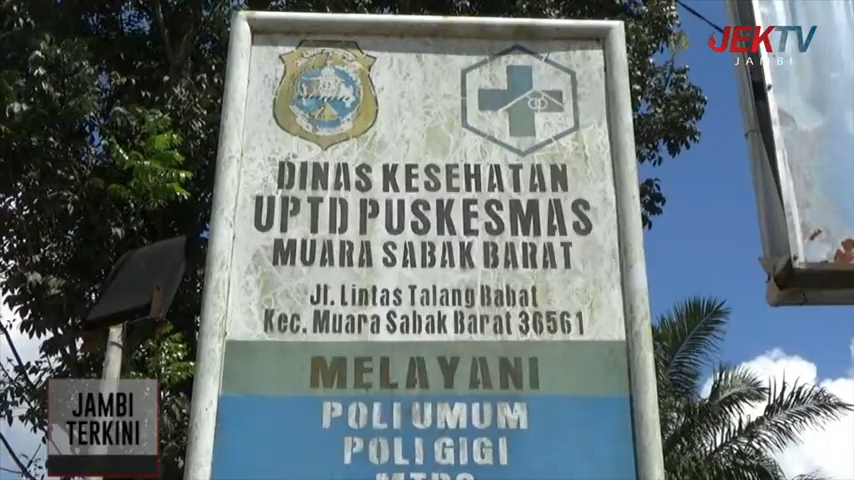 JEKTV
JAMBI
DINAS KESEHATAN
UPTD PUSKESMAS
MUARA SABAK BARAT
Jl. Lintas Talang Babat
Kec. Muara Sabak Barat 36561
MELAYANI
POLI UMUM
POLI GIGI
JAMBI
TERKINI